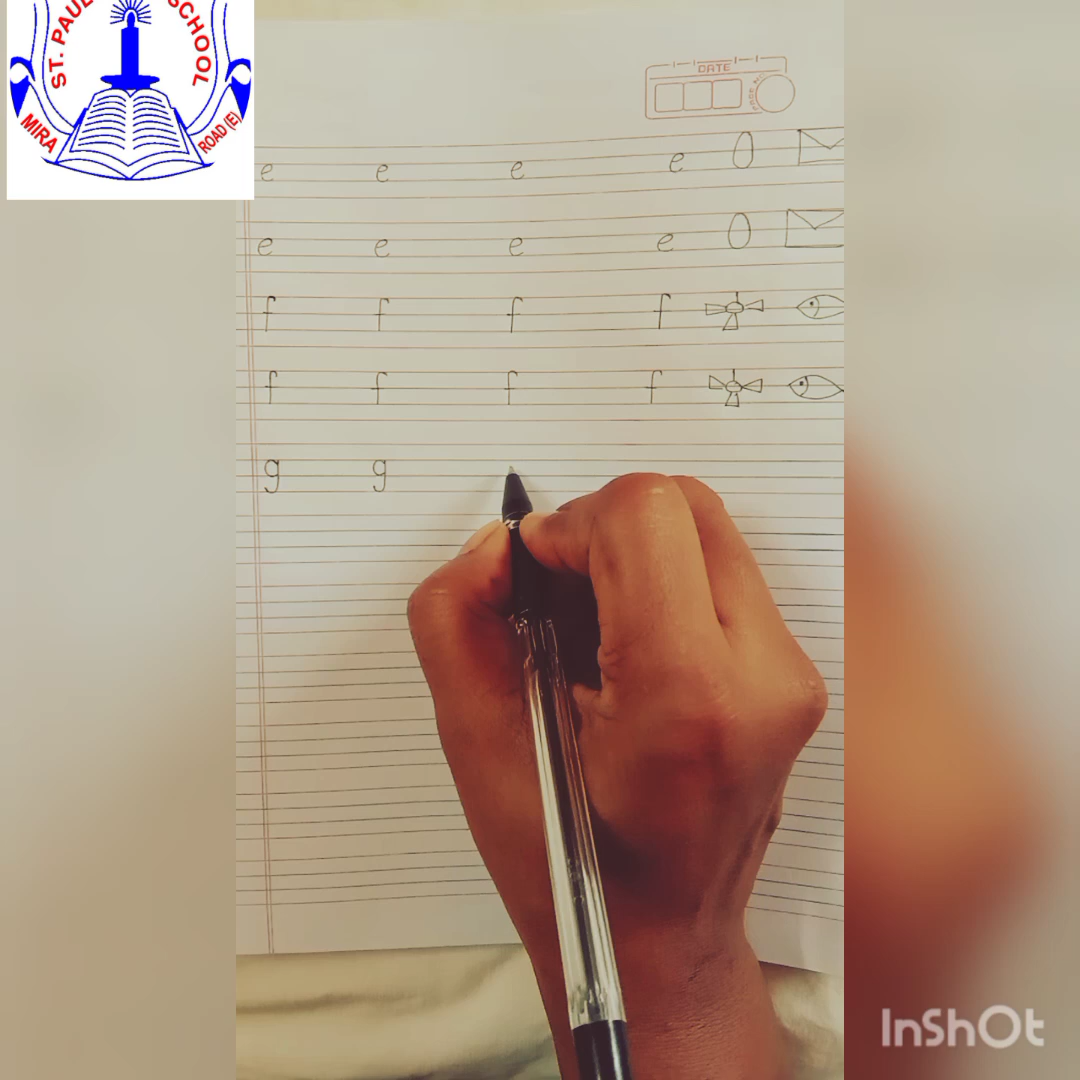 ST. PAUL SCHOOL
MIRA ROAD (E)
DATE
e e e e
e e e e
f f f f
f f f f
g g
InShOt